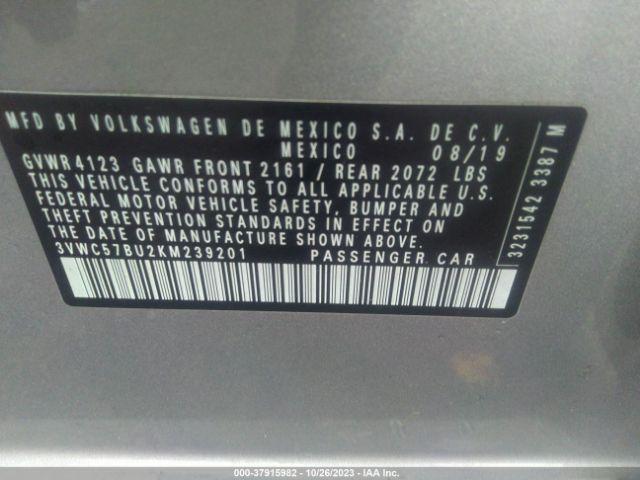 MFD BY VOLKSWAGEN DE MEXICO S.A. DE C.V.
MEXICO 08/19
GVWR 4123 GAWR FRONT 2161 / REAR 2072 LBS
THIS VEHICLE CONFORMS TO ALL APPLICABLE U.S.
FEDERAL MOTOR VEHICLE SAFETY, BUMPER AND
THEFT PREVENTION STANDARDS IN EFFECT ON
THE DATE OF MANUFACTURE SHOWN ABOVE.
3VWC57BU2KM239201 PASSENGER CAR
3231542 3387 M
000-37915982 - 10/26/2023 - IAA Inc.